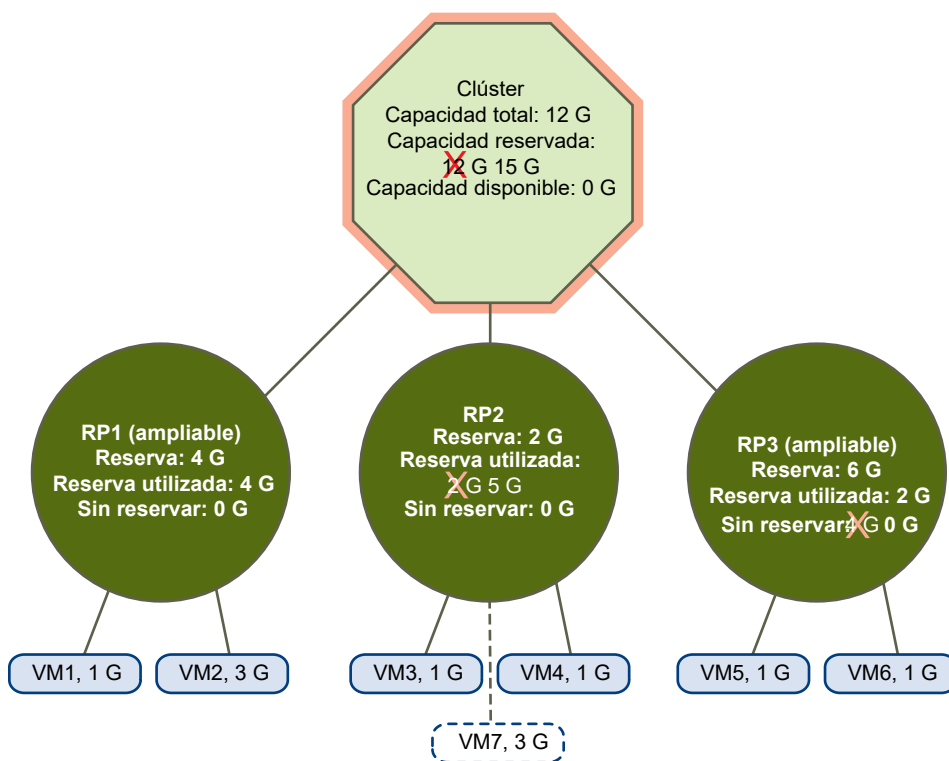 Clúster
Capacidad total: 12 G
Capacidad reservada:
12 G 15 G
Capacidad disponible: 0 G
RP1 (ampliable)
Reserva: 4 G
Reserva utilizada: 4 G
Sin reservar: 0 G
RP2
Reserva: 2 G
Reserva utilizada:
2 G 5 G
Sin reservar: 0 G
RP3 (ampliable)
Reserva: 6 G
Reserva utilizada: 2 G
Sin reservar: 4 G 0 G
VM1, 1 G
VM2, 3 G
VM3, 1 G
VM4, 1 G
VM5, 1 G
VM6, 1 G
VM7, 3 G